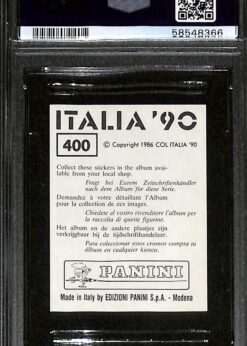 58548366
ITALIA '90
400
© Copyright 1986 COL ITALIA '90
Collect these stickers in the album avail-
able from your local shop.
Fragt bei Eurem Zeitschriftenhändler
nach dem Album für diese Serie.
Demandez à votre détaillant l'Album
pour la collection de ces images.
Chiedete al vostro rivenditore l'album per
la raccolta di queste figurine.
Het album en de andere plaatjes zijn
verkrijgbaar bij de tijdschrifthandelaar.
Para coleccionar estos cromos compra tu
álbum en cualquier kiosco.
PANINI
Made in Italy by EDIZIONI PANINI S.p.A. - Modena